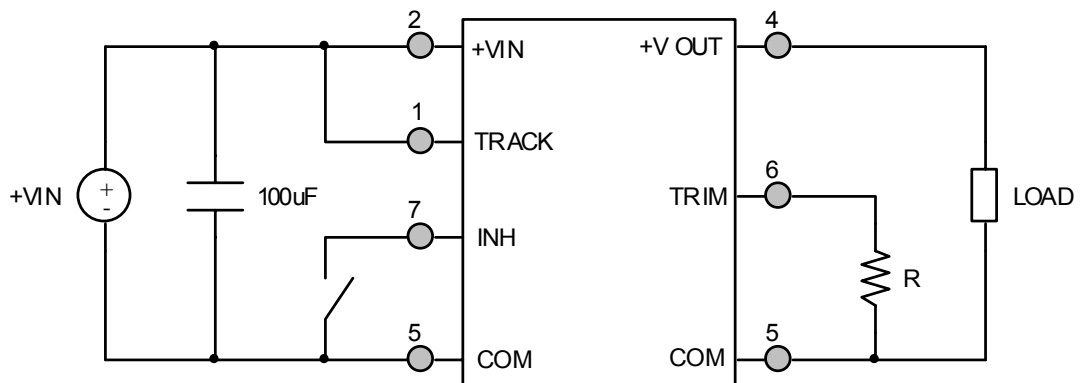 2
4
+VIN
+V OUT
1
TRACK
6
+VIN
+
-
100uF
7
TRIM
LOAD
INH
R
5
5
COM
COM